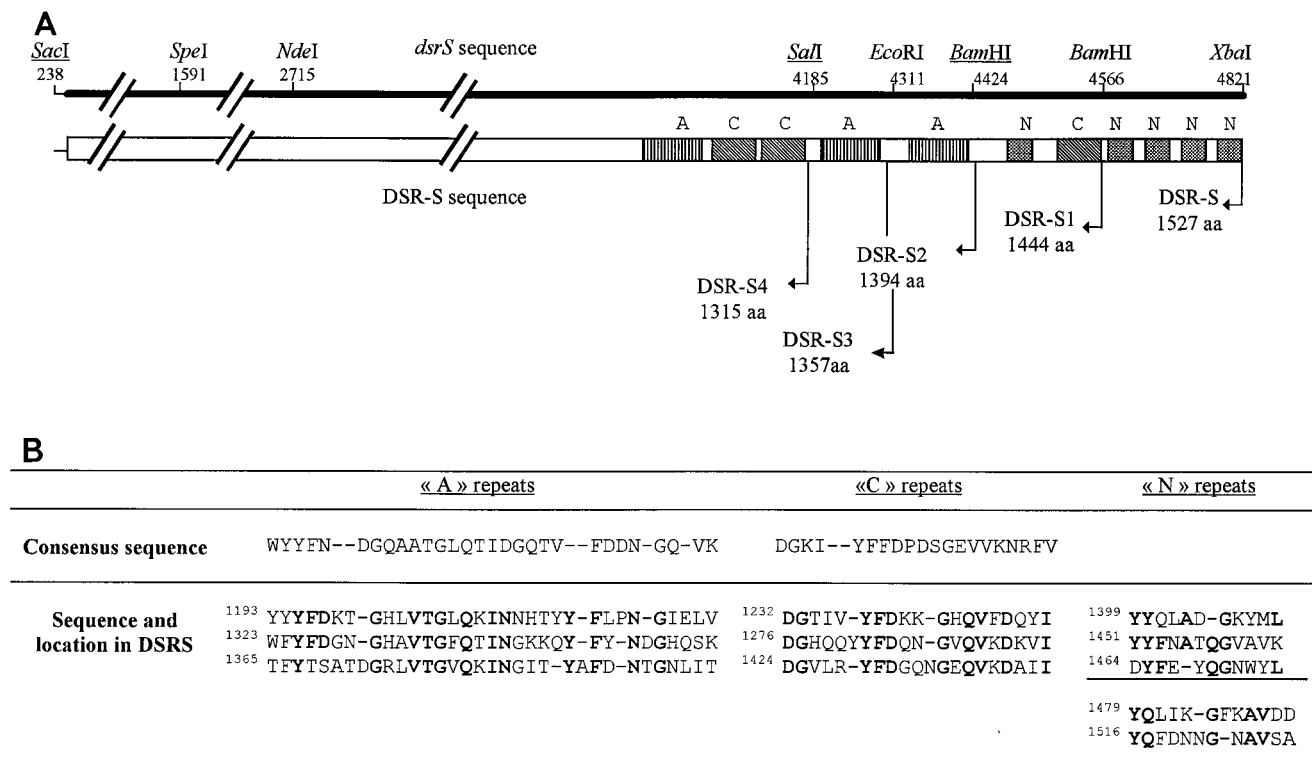 A
SacI SpeI NdeI dsrS sequence SalI EcoRI BamHI BamHI XbaI
238 1591 2715 4185 4311 4424 4566 4821
A C C A A N C N N N N
DSR-S sequence
DSR-S
1527 aa
DSR-S1
1444 aa
DSR-S2
1394 aa
DSR-S4
1315 aa
DSR-S3
1357aa
B
« A » repeats «C » repeats « N » repeats
Consensus sequence WYYFN--DGQAATGLQTIDGQTV--FDDN-GQ-VK DGKI--YFFDPDSGEVVKNRFV
Sequence and location in DSRS
1193 YYYFDKT-GHLVTGLQKINNHTYY-FLPN-GIELV 1232 DGTIV-YFDKK-GHQVFDQYI 1399 YYQLAD-GKYML
1323 WFYFDGN-GHAVTGFQTINGKKQY-FY-NDGHQSK 1276 DGHQQYYFDQN-GVQVKDKVI 1451 YYFNATQGVAVK
1365 TFYTSATDGRLVTGVQKINGIT-YAFD-NTGNLIT 1424 DGVLR-YFDGQNGEQVKDAII 1464 DYFE-YQGNWYL
1479 YQLIK-GFKAVDD
1516 YQFDNNG-NAVSA